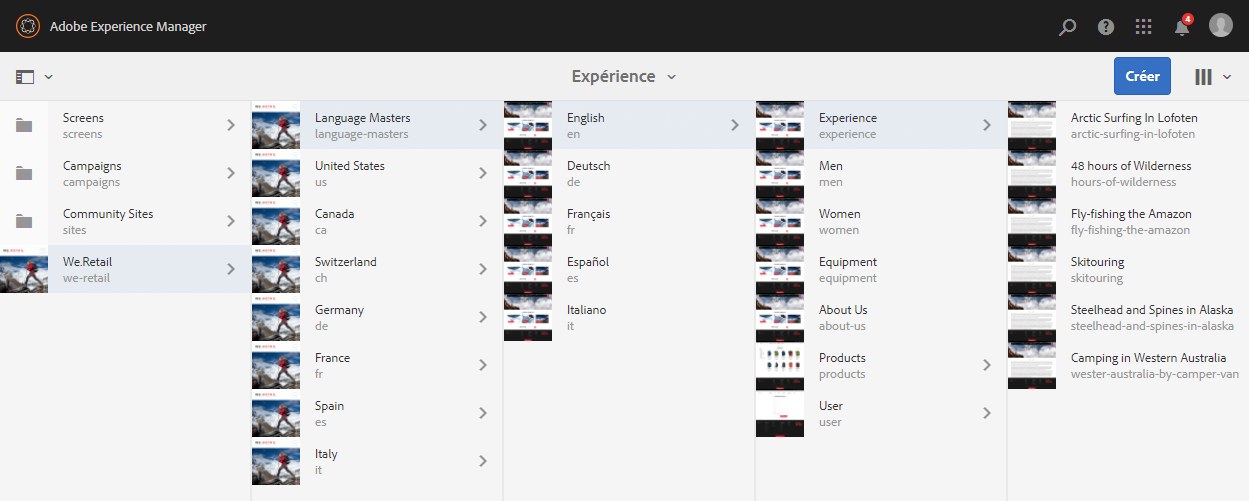 Adobe Experience Manager
4
Expérience
Créer
Screens
screens
Campaigns
campaigns
Community Sites
sites
We.Retail
we-retail
Language Masters
language-masters
United States
us
Canada
ca
Switzerland
ch
Germany
de
France
fr
Spain
es
Italy
it
English
en
Deutsch
de
Français
fr
Español
es
Italiano
it
Experience
experience
Men
men
Women
women
Equipment
equipment
About Us
about-us
Products
products
User
user
Arctic Surfing In Lofoten
arctic-surfing-in-lofoten
48 hours of Wilderness
hours-of-wilderness
Fly-fishing the Amazon
fly-fishing-the-amazon
Skitouring
skitouring
Steelhead and Spines in Alaska
steelhead-and-spines-in-alaska
Camping in Western Australia
wester-australia-by-camper-van